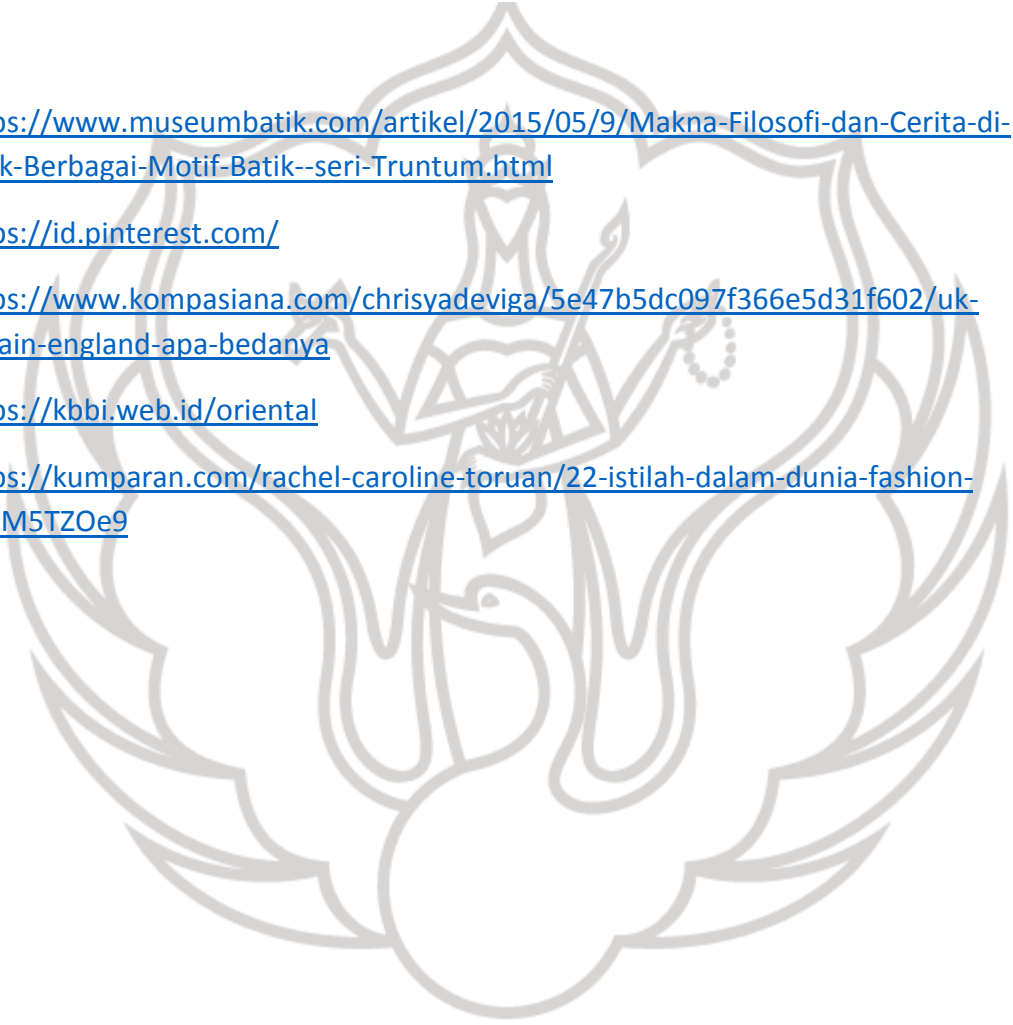 ps://www.museumbatik.com/artikel/2015/05/9/Makna-Filosofi-dan-Cerita-di-
k-Berbagai-Motif-Batik--seri-Truntum.html
ps://id.pinterest.com/
ps://www.kompasiana.com/chrisyadeviga/5e47b5dc097f366e5d31f602/uk-
ain-england-apa-bedanya
ps://kbbi.web.id/oriental
ps://kumparan.com/rachel-caroline-toruan/22-istilah-dalam-dunia-fashion-
M5TZOe9